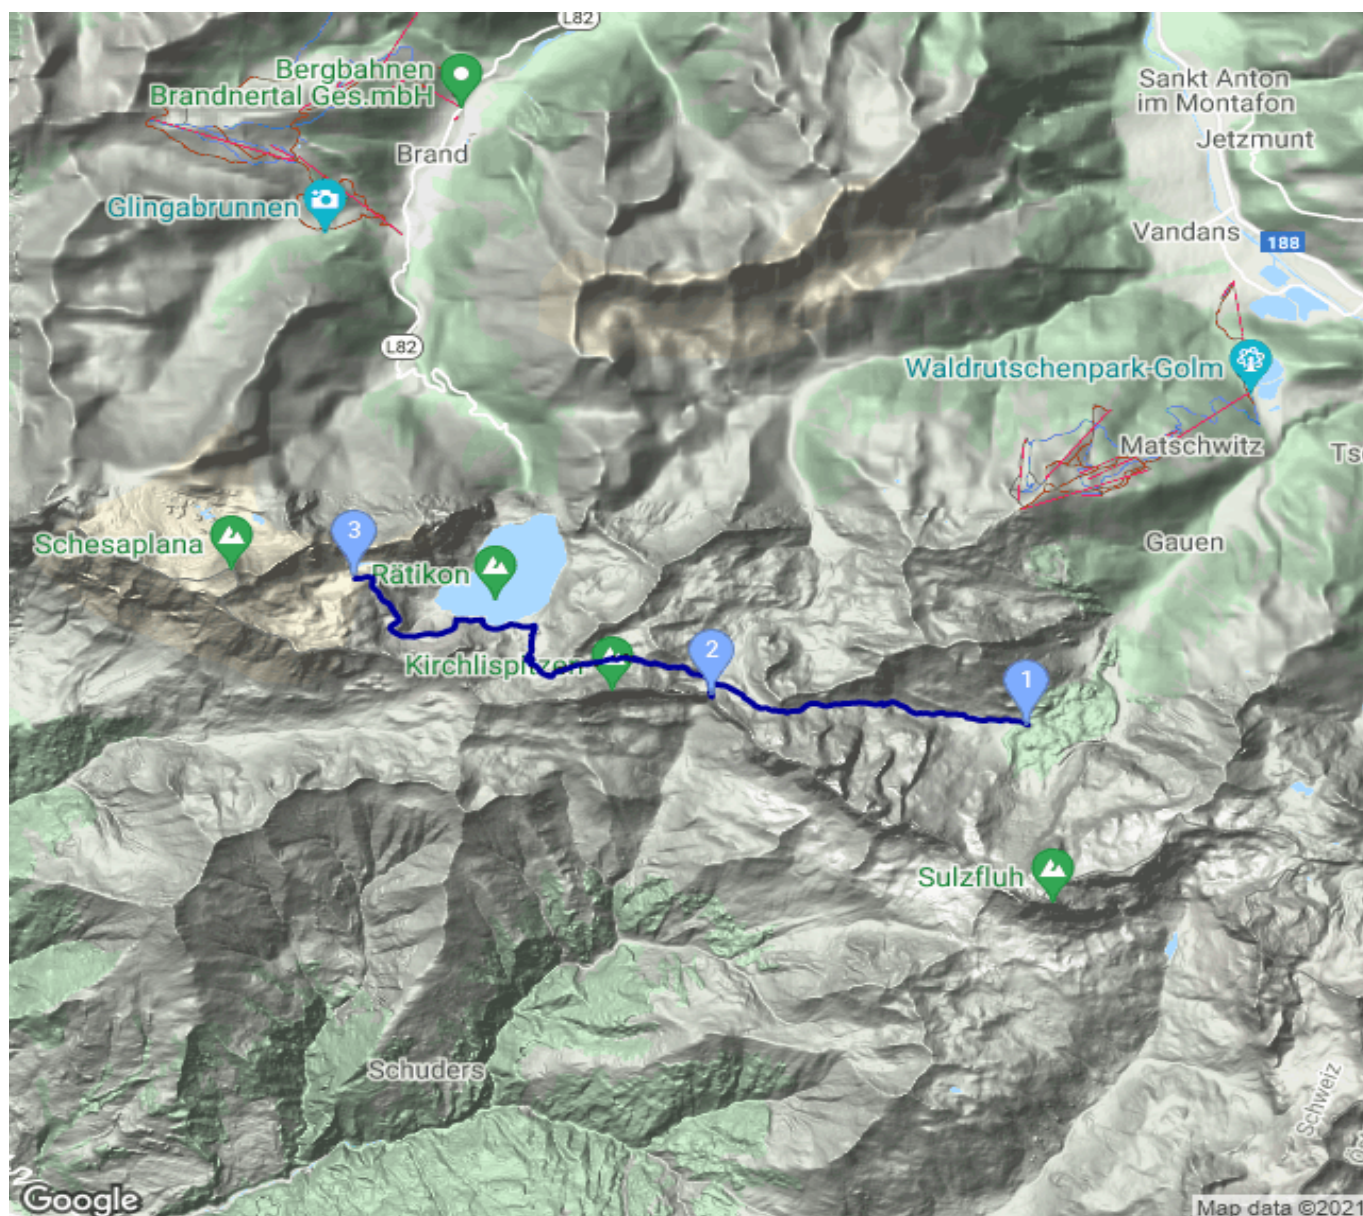 L82
Bergbahnen
Brandnertal Ges.mbH
Sankt Anton
im Montafon
Jetzmunt
Brand
Glingabrunnen
Vandans
188
L82
Waldrutschenpark-Golm
Matschwitz
Schesaplana
3
Rätikon
Gauen
Kirchlispitzen
2
1
Sulzfluh
Schuders
Schweiz
Google
Map data ©2021